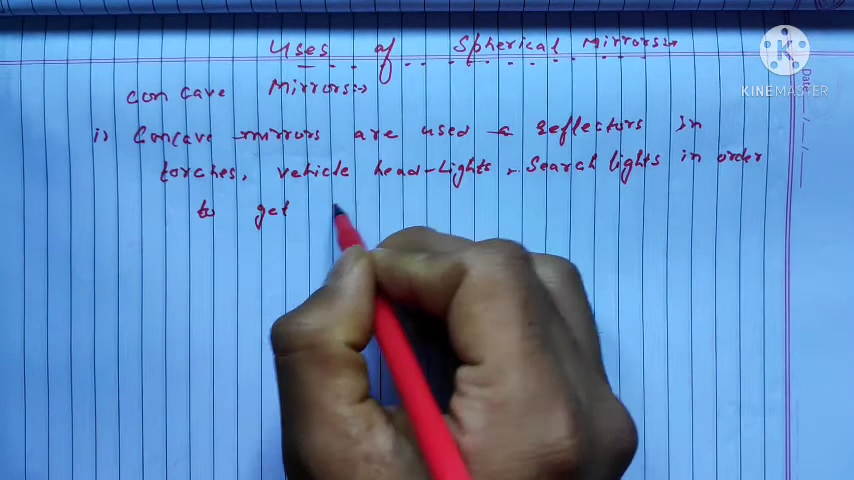 Uses of Spherical Mirrors:→
Concave Mirrors:→
i) Concave mirrors are used a reflectors in
torches, vehicle head-lights, Search lights in order
to get
K
KINEMASTER
Date